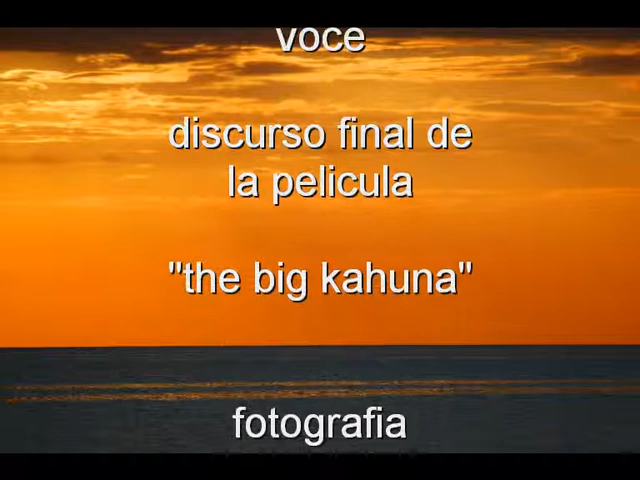 voce
discurso final de
la pelicula
"the big kahuna"
fotografia